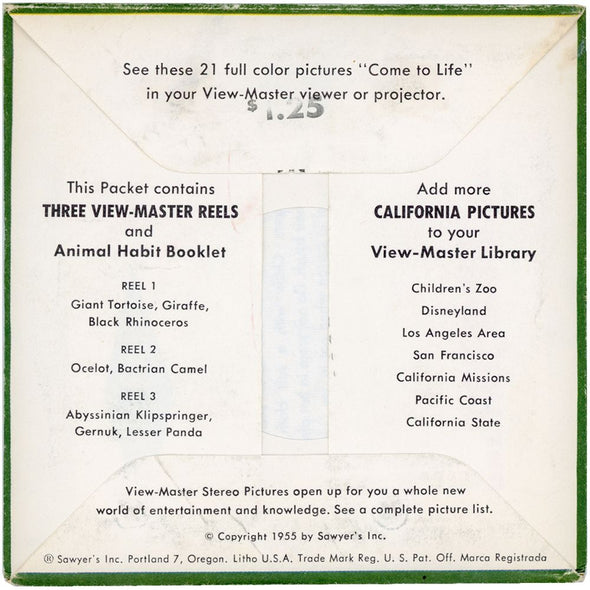 See these 21 full color pictures "Come to Life"
in your View-Master viewer or projector.
$1.25
This Packet contains
THREE VIEW-MASTER REELS
and
Animal Habit Booklet
REEL 1
Giant Tortoise, Giraffe,
Black Rhinoceros
REEL 2
Ocelot, Bactrian Camel
REEL 3
Abyssinian Klipspringer,
Gernuk, Lesser Panda
Add more
CALIFORNIA PICTURES
to your
View-Master Library
Children's Zoo
Disneyland
Los Angeles Area
San Francisco
California Missions
Pacific Coast
California State
View-Master Stereo Pictures open up for you a whole new
world of entertainment and knowledge. See a complete picture list.
© Copyright 1955 by Sawyer's Inc.
® Sawyer's Inc. Portland 7, Oregon. Litho U.S.A. Trade Mark Reg. U. S. Pat. Off. Marca Registrada